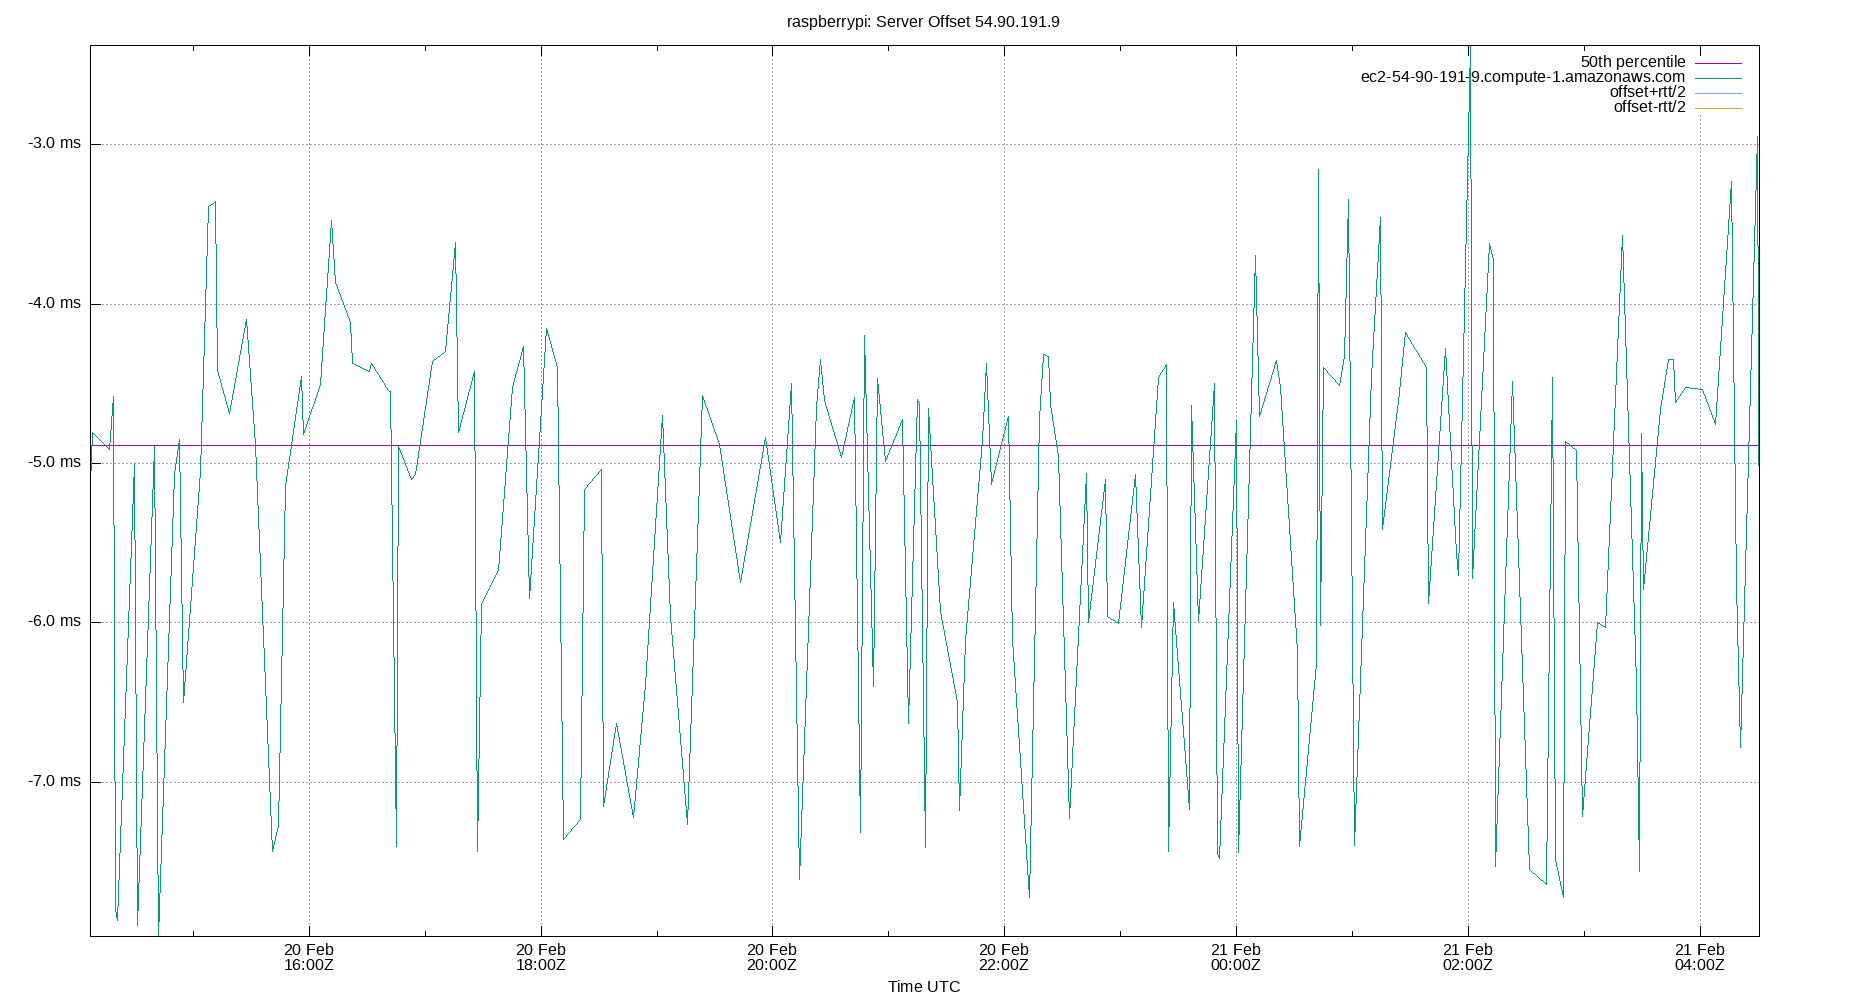 raspberrypi: Server Offset 54.90.191.9
50th percentile
ec2-54-90-191-9.compute-1.amazonaws.com
offset+rtt/2
offset-rtt/2
-3.0 ms
-4.0 ms
-5.0 ms
-6.0 ms
-7.0 ms
20 Feb 20 Feb 20 Feb 20 Feb 21 Feb 21 Feb 21 Feb
16:00Z 18:00Z 20:00Z 22:00Z 00:00Z 02:00Z 04:00Z
Time UTC